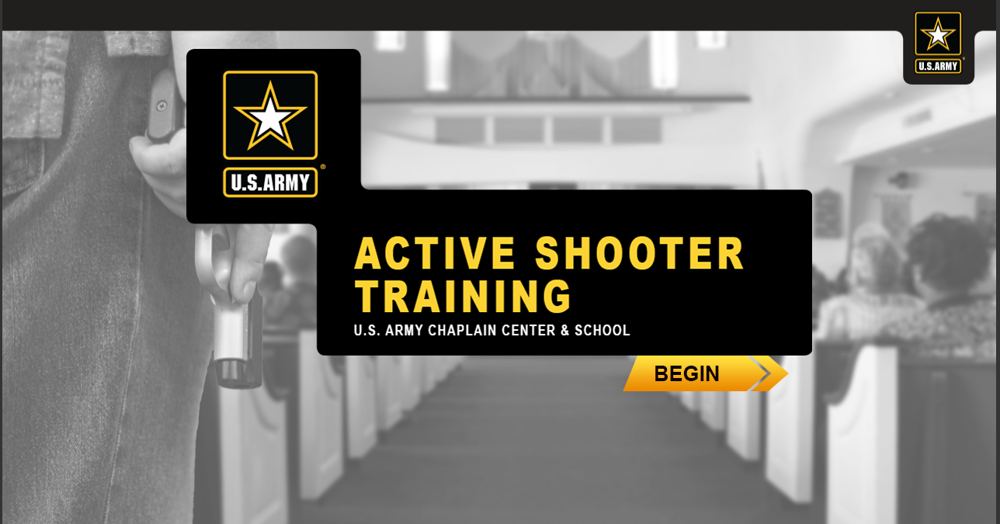 U.S.ARMY
U.S.ARMY
ACTIVE SHOOTER
TRAINING
U.S. ARMY CHAPLAIN CENTER & SCHOOL
BEGIN